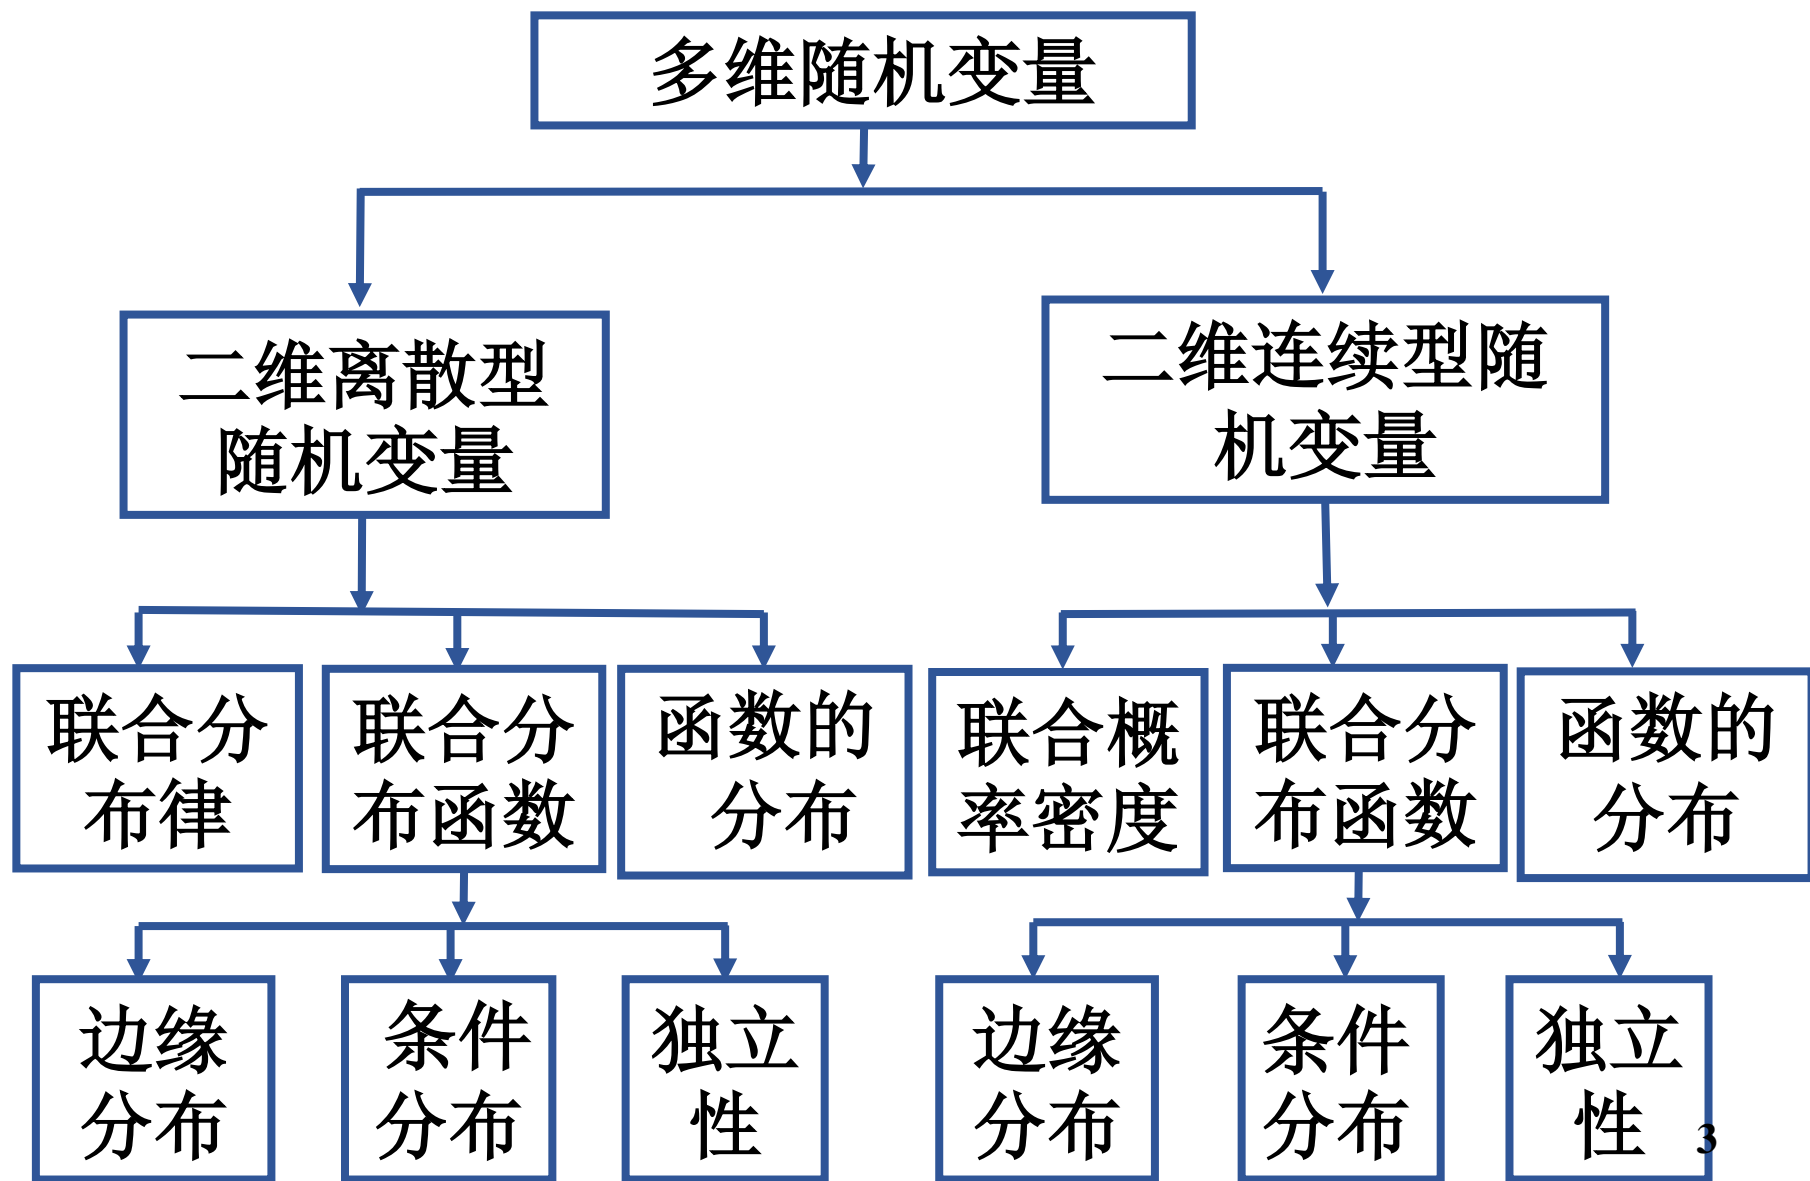 多维随机变量
二维离散型
随机变量
二维连续型随
机变量
联合分
布律
联合分
布函数
函数的
分布
联合概
率密度
联合分
布函数
函数的
分布
边缘
分布
条件
分布
独立
性
边缘
分布
条件
分布
独立
性
3